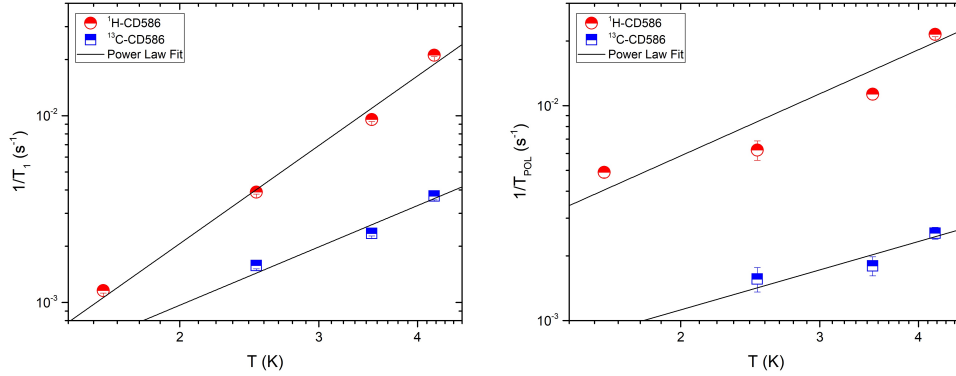 ¹H-CD586
¹³C-CD586
Power Law Fit
10⁻²
10⁻³
1/T₁ (s⁻¹)
2
3
4
T (K)
¹H-CD586
¹³C-CD586
Power Law Fit
10⁻²
10⁻³
1/T_POL (s⁻¹)
2
3
4
T (K)